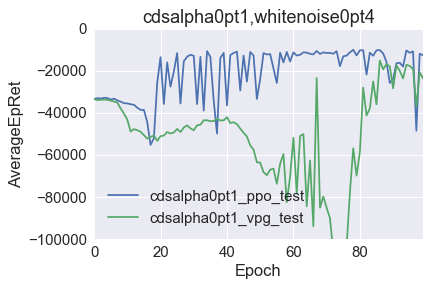 cdsalpha0pt1,whitenoise0pt4
0
−20000
−40000
−60000
−80000
−100000
AverageEpRet
cdsalpha0pt1_ppo_test
cdsalpha0pt1_vpg_test
0 20 40 60 80
Epoch